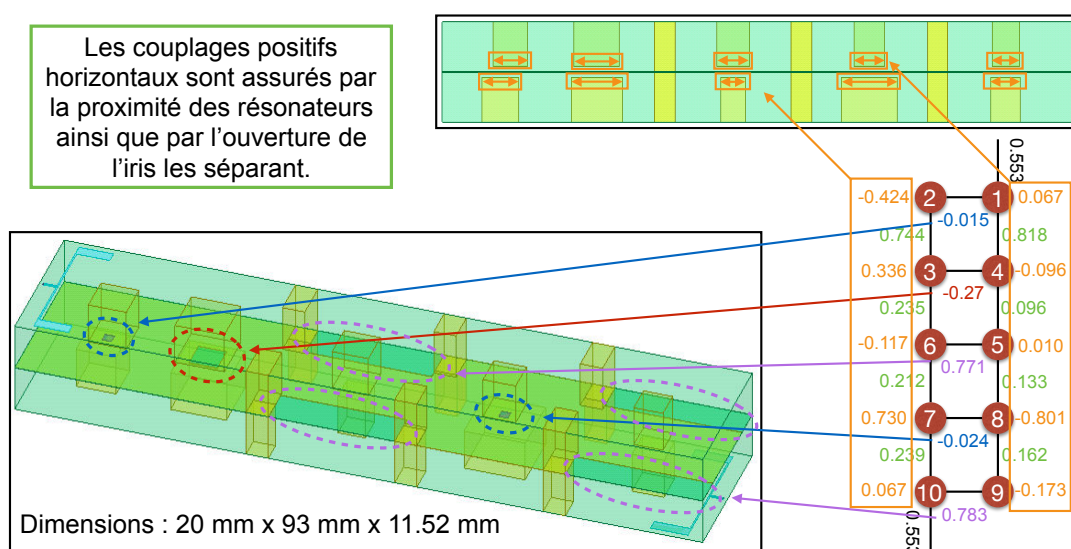 Les couplages positifs
horizontaux sont assurés par
la proximité des résonateurs
ainsi que par l’ouverture de
l’iris les séparant.
0.553
-0.424 2 1 0.067
-0.015
0.744 0.818
0.336 3 4 -0.096
-0.27
0.235 0.096
-0.117 6 5 0.010
0.771
0.212 0.133
0.730 7 8 -0.801
-0.024
0.239 0.162
0.067 10 9 -0.173
0.783
Dimensions : 20 mm x 93 mm x 11.52 mm